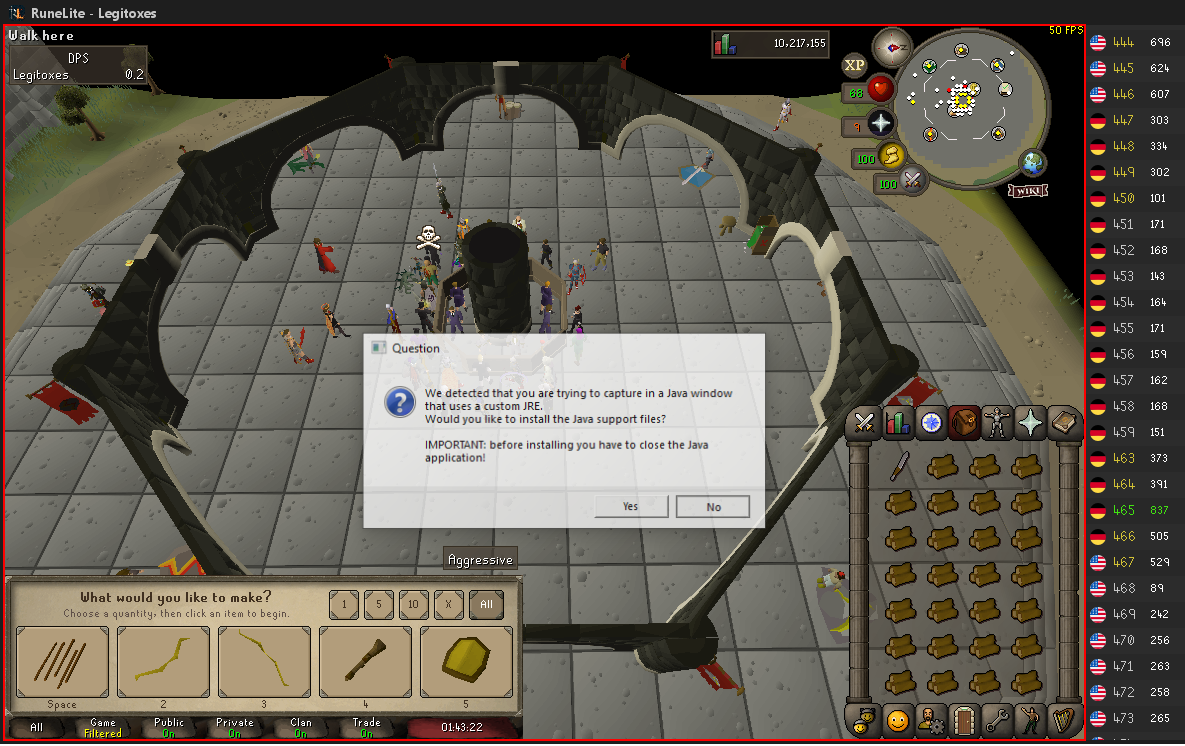 RuneLite - Legitoxes
Walk here
DPS
Legitoxes 0.2
10,217,155
50 FPS
XP
68
9
100
100
WIKI
Question
We detected that you are trying to capture in a Java window
that uses a custom JRE.
Would you like to install the Java support files?
IMPORTANT: before installing you have to close the Java
application!
Yes
No
Aggressive
What would you like to make?
Choose a quantity, then click an item to begin.
1 5 10 X All
Space 2 3 4 5
All
Game
Filtered
Public
On
Private
On
Clan
On
Trade
On
01:43:22
444 696
445 624
446 607
447 303
448 334
449 302
450 101
451 171
452 168
453 143
454 164
455 171
456 159
457 162
458 168
459 151
463 373
464 391
465 837
466 505
467 529
468 89
469 242
470 256
471 263
472 258
473 265